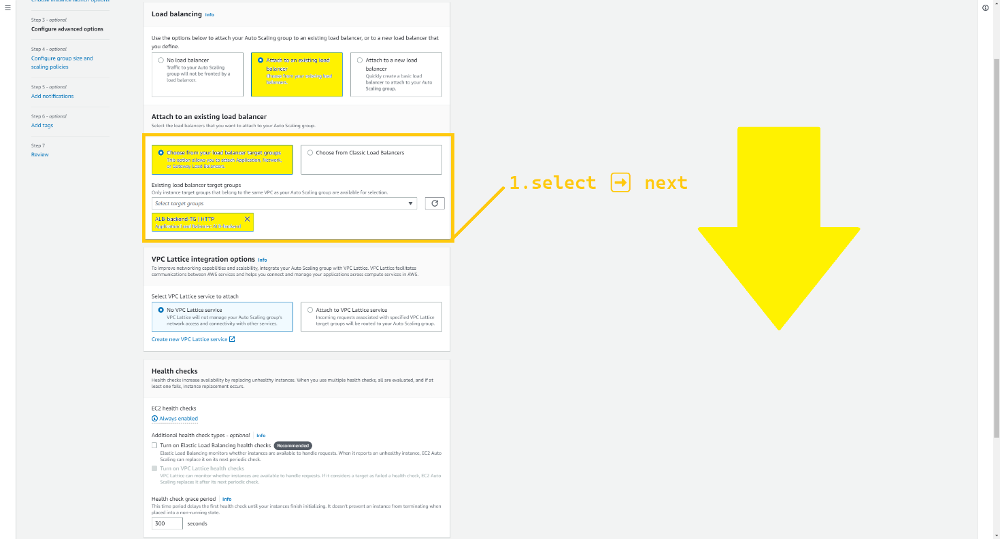 Choose instance launch options
Step 3 - optional
Configure advanced options
Step 4 - optional
Configure group size and
scaling policies
Step 5 - optional
Add notifications
Step 6 - optional
Add tags
Step 7
Review
Load balancing Info
Use the options below to attach your Auto Scaling group to an existing load balancer, or to a new load balancer that
you define.
No load balancer
Traffic to your Auto Scaling
group will not be fronted by a
load balancer.
Attach to an existing load
balancer
Choose from your existing load
balancers.
Attach to a new load
balancer
Quickly create a basic load
balancer to attach to your Auto
Scaling group.
Attach to an existing load balancer
Select the load balancers that you want to attach to your Auto Scaling group.
Choose from your load balancer target groups
This option allows you to attach Application, Network,
or Gateway Load Balancers.
Choose from Classic Load Balancers
Existing load balancer target groups
Only instance target groups that belong to the same VPC as your Auto Scaling group are available for selection.
Select target groups
ALB-backend-TG | HTTP
Application Load Balancer: ALB-backend
1.select next
VPC Lattice integration options Info
To improve networking capabilities and scalability, integrate your Auto Scaling group with VPC Lattice. VPC Lattice facilitates
communications between AWS services and helps you connect and manage your applications across compute services in AWS.
Select VPC Lattice service to attach
No VPC Lattice service
VPC Lattice will not manage your Auto Scaling group's
network access and connectivity with other services.
Attach to VPC Lattice service
Incoming requests associated with specified VPC Lattice
target groups will be routed to your Auto Scaling group.
Create new VPC Lattice service
Health checks
Health checks increase availability by replacing unhealthy instances. When you use multiple health checks, all are evaluated, and if at
least one fails, instance replacement occurs.
EC2 health checks
Always enabled
Additional health check types - optional Info
Turn on Elastic Load Balancing health checks Recommended
Elastic Load Balancing monitors whether instances are available to handle requests. When it reports an unhealthy instance, EC2 Auto
Scaling can replace it on its next periodic check.
Turn on VPC Lattice health checks
VPC Lattice can monitor whether instances are available to handle requests. If it considers a target as failed a health check, EC2 Auto
Scaling replaces it after its next periodic check.
Health check grace period Info
This time period delays the first health check until your instances finish initializing. It doesn't prevent an instance from terminating when
placed into a non-running state.
300 seconds